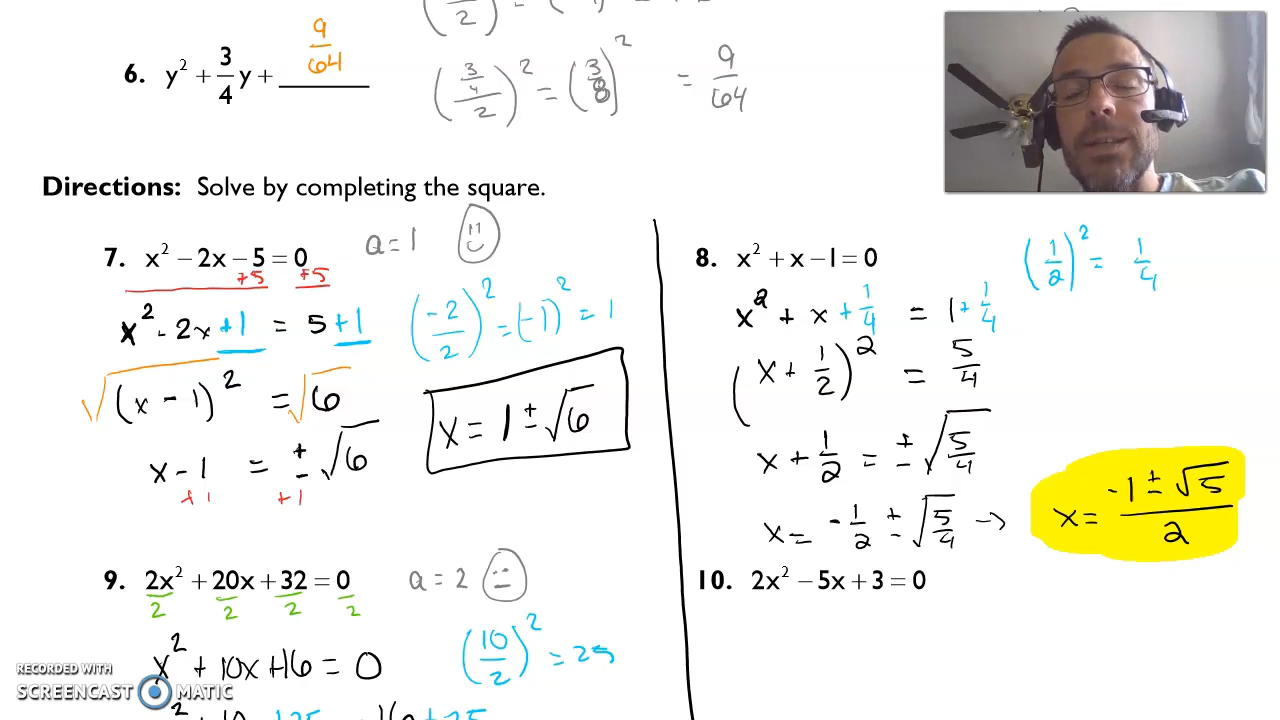 6. y² + 3/4 y + 9/64
(3/4 / 2)² = (3/8)² = 9/64
Directions: Solve by completing the square.
7. x² − 2x − 5 = 0
+5 +5
a = 1
x² - 2x + 1 = 5 + 1
(-2/2)² = (-1)² = 1
√(x - 1)² = √6
x - 1 = ± √6
+1 +1
x = 1 ± √6
8. x² + x − 1 = 0
(1/2)² = 1/4
x² + x + 1/4 = 1 + 1/4
(x + 1/2)² = 5/4
x + 1/2 = ± √5/4
x = - 1/2 ± √5/4 →
x = -1 ± √5 / 2
9. 2x² + 20x + 32 = 0
2 2 2 2
a = 2
x² + 10x + 16 = 0
(10/2)² = 25
10. 2x² − 5x + 3 = 0
RECORDED WITH
SCREENCAST MATIC